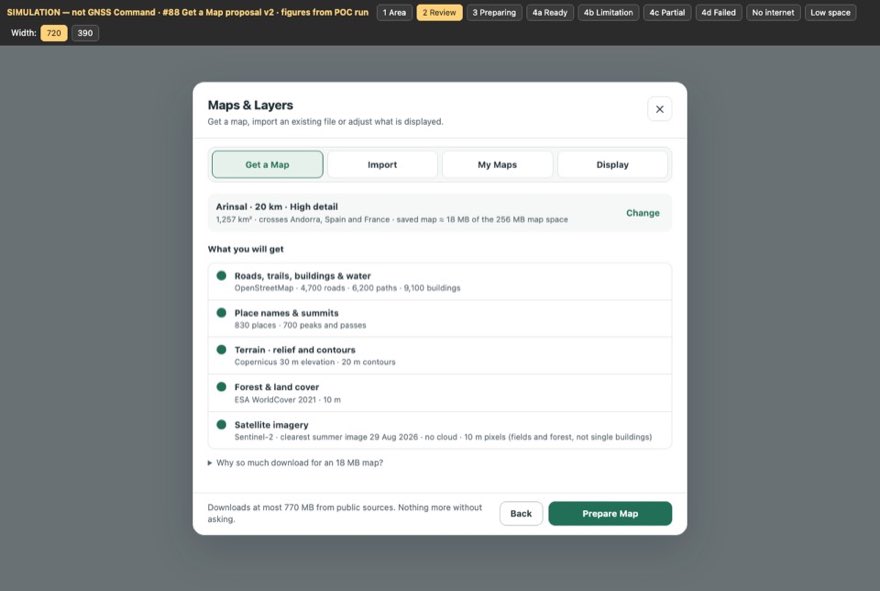 SIMULATION — not GNSS Command · #88 Get a Map proposal v2 · figures from POC run
1 Area
2 Review
3 Preparing
4a Ready
4b Limitation
4c Partial
4d Failed
No internet
Low space
Width:
720
390
Maps & Layers
Get a map, import an existing file or adjust what is displayed.
Get a Map
Import
My Maps
Display
Arinsal · 20 km · High detail
1,257 km² · crosses Andorra, Spain and France · saved map ≈ 18 MB of the 256 MB map space
Change
What you will get
Roads, trails, buildings & water
OpenStreetMap · 4,700 roads · 6,200 paths · 9,100 buildings
Place names & summits
830 places · 700 peaks and passes
Terrain · relief and contours
Copernicus 30 m elevation · 20 m contours
Forest & land cover
ESA WorldCover 2021 · 10 m
Satellite imagery
Sentinel-2 · clearest summer image 29 Aug 2026 · no cloud · 10 m pixels (fields and forest, not single buildings)
Why so much download for an 18 MB map?
Downloads at most 770 MB from public sources. Nothing more without
asking.
Back
Prepare Map